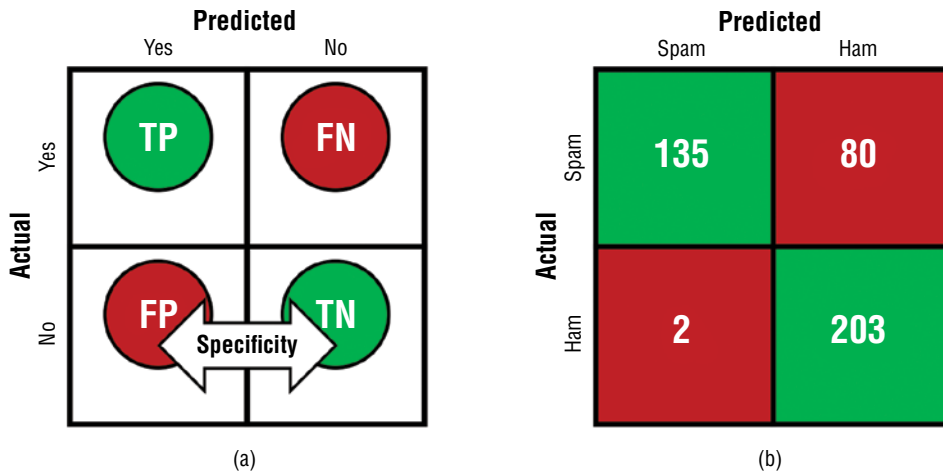 Predicted
Yes No
Actual
Yes
No
TP FN
FP TN
Specificity
(a)
Predicted
Spam Ham
Actual
Spam
Ham
135 80
2 203
(b)